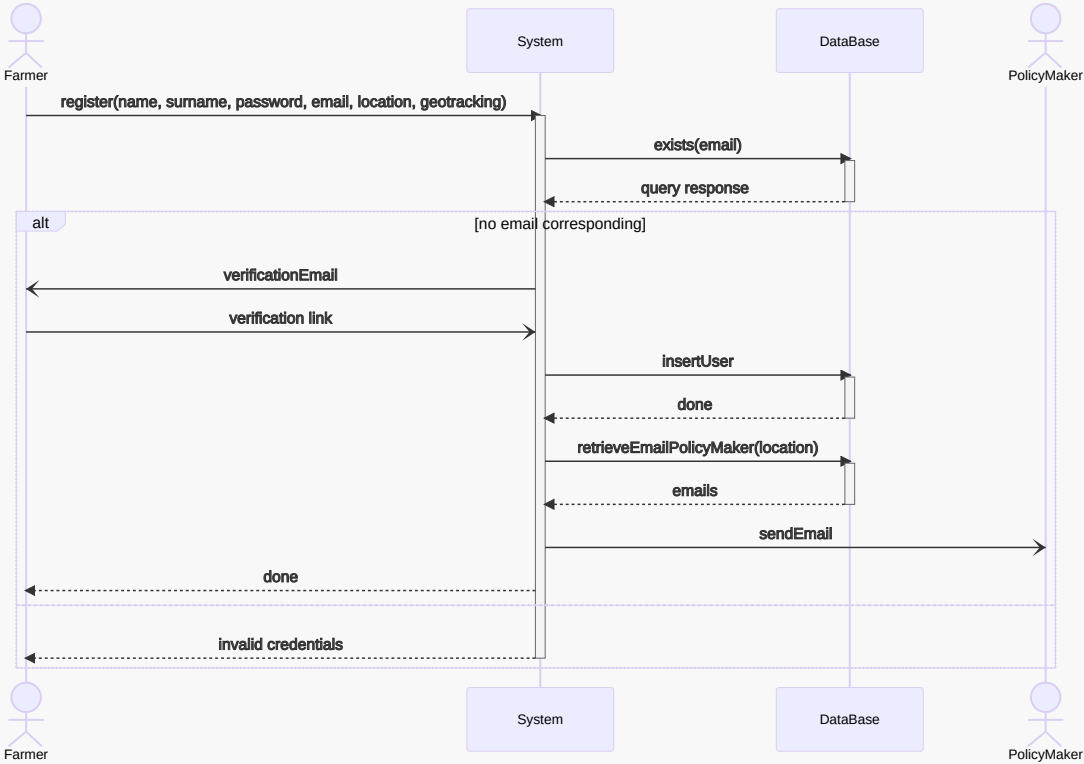 System
DataBase
Farmer
PolicyMaker
register(name, surname, password, email, location, geotracking)
exists(email)
query response
alt
[no email corresponding]
verificationEmail
verification link
insertUser
done
retrieveEmailPolicyMaker(location)
emails
sendEmail
done
invalid credentials
System
DataBase
Farmer
PolicyMaker